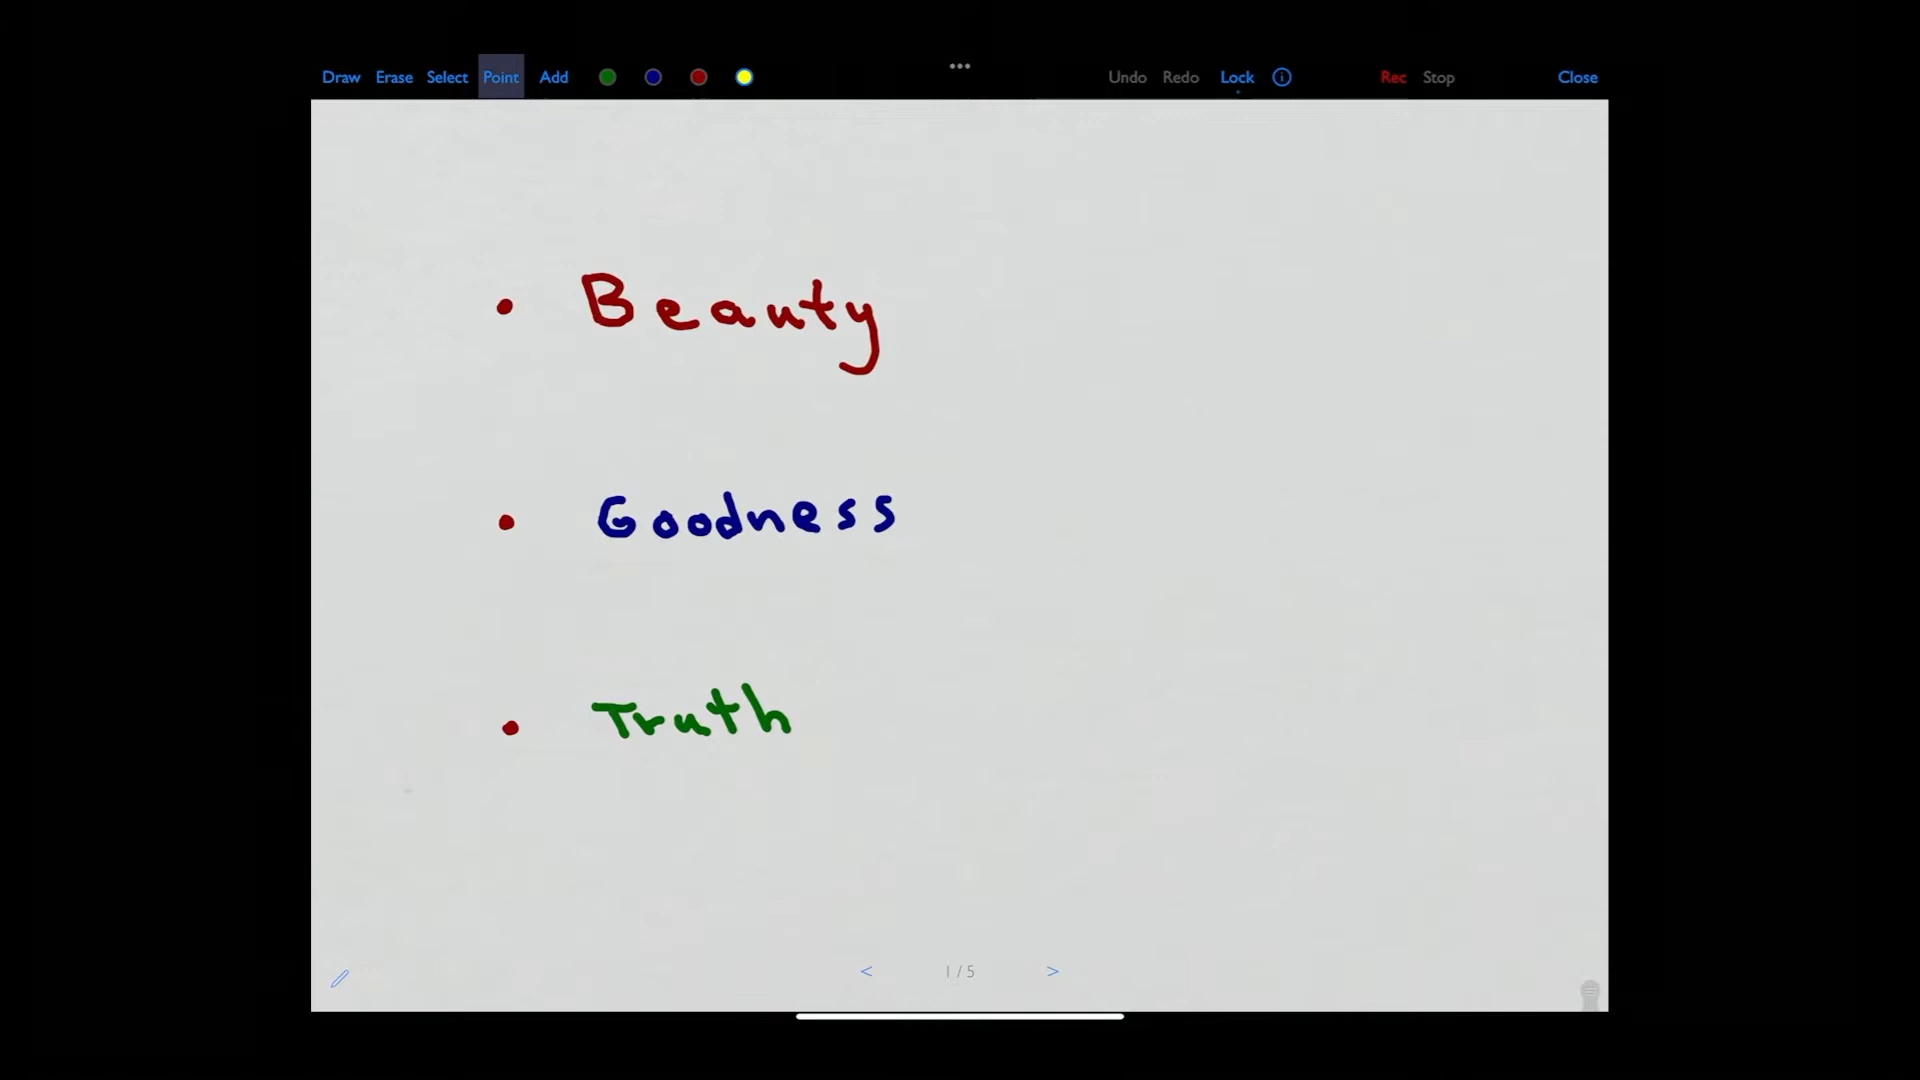 Draw Erase Select Point Add ••• Undo Redo Lock Rec Stop Close
• Beauty
• Goodness
• Truth
< 1 / 5 >